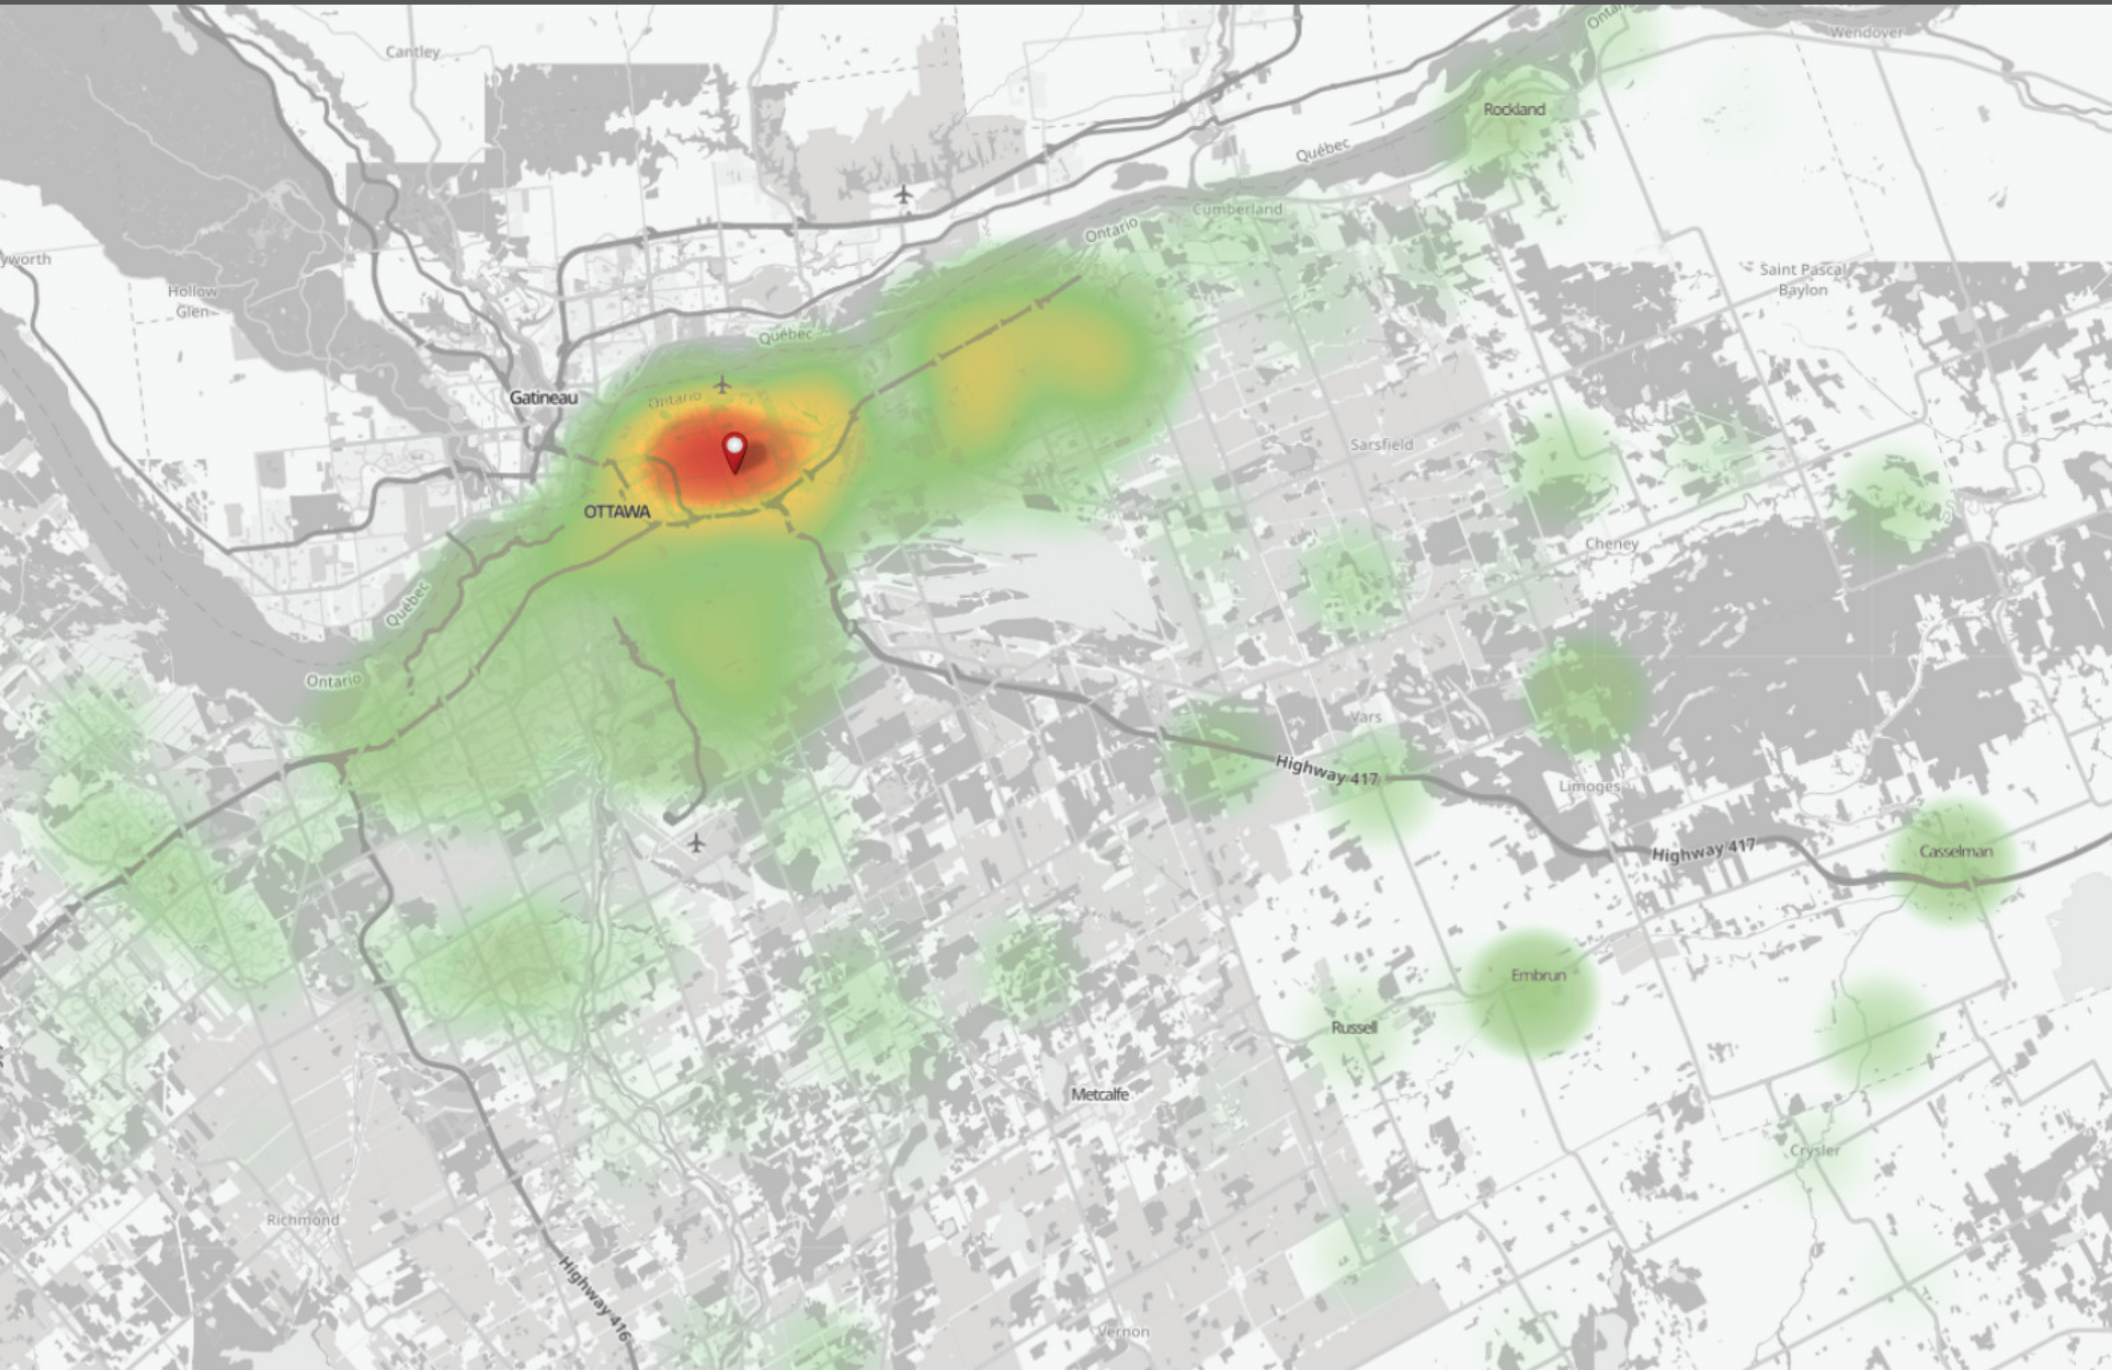 Cantley
Wendover
Rockland
Québec
Cumberland
Ontario
yworth
Saint Pascal
Baylon
Hollow
Glen
Québec
Gatineau
Ontario
Sarsfield
OTTAWA
Cheney
Québec
Ontario
Vars
Highway 417
Limoges
Highway 417
Casselman
Embrun
Russell
Metcalfe
Crysler
Richmond
Highway 416
Vernon